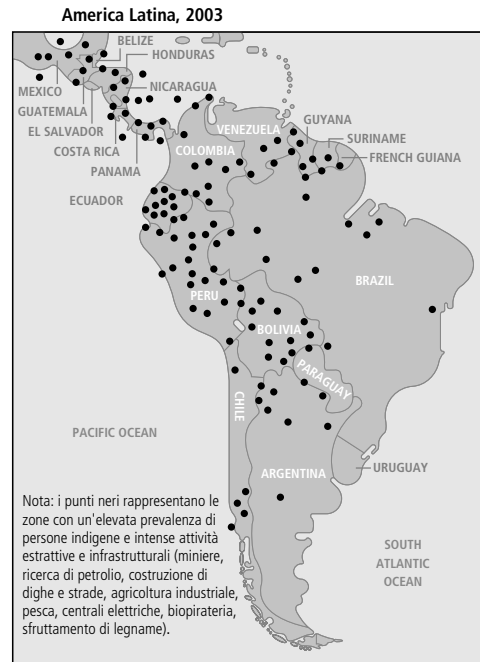 America Latina, 2003
BELIZE
HONDURAS
MEXICO
NICARAGUA
GUATEMALA
EL SALVADOR
COSTA RICA
PANAMA
VENEZUELA
GUYANA
SURINAME
FRENCH GUIANA
COLOMBIA
ECUADOR
PERU
BRAZIL
BOLIVIA
PARAGUAY
CHILE
PACIFIC OCEAN
ARGENTINA
URUGUAY
Nota: i punti neri rappresentano le
zone con un'elevata prevalenza di
persone indigene e intense attività
estrattive e infrastrutturali (miniere,
ricerca di petrolio, costruzione di
dighe e strade, agricoltura industriale,
pesca, centrali elettriche, biopirateria,
sfruttamento di legname).
SOUTH
ATLANTIC
OCEAN